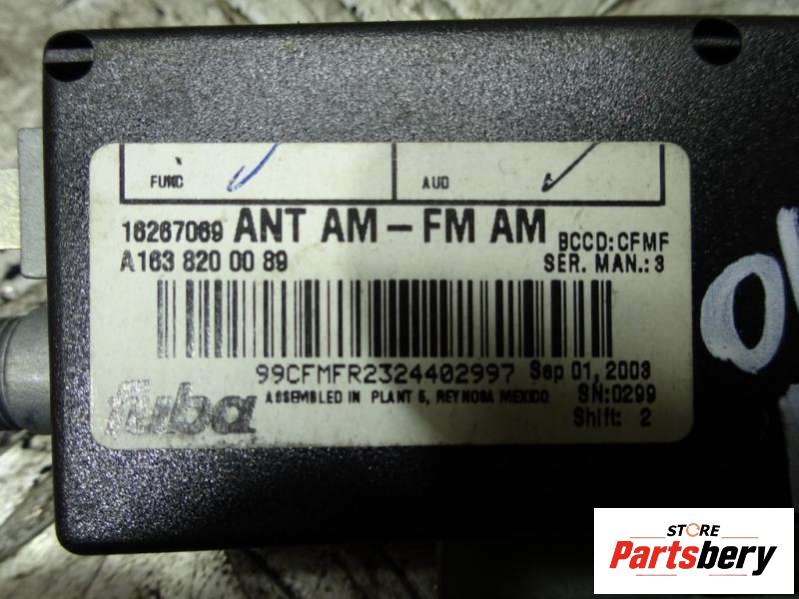 FUNC AUD
16267069 ANT AM-FM AM BCCD:CFMF
A163 820 00 89 SER. MAN.: 3
99CFMFR2324402997 Sep 01, 2003
fuba ASSEMBLED IN PLANT 5, REYNOSA MEXICO SN:0299
Shift: 2
STORE
Partsbery